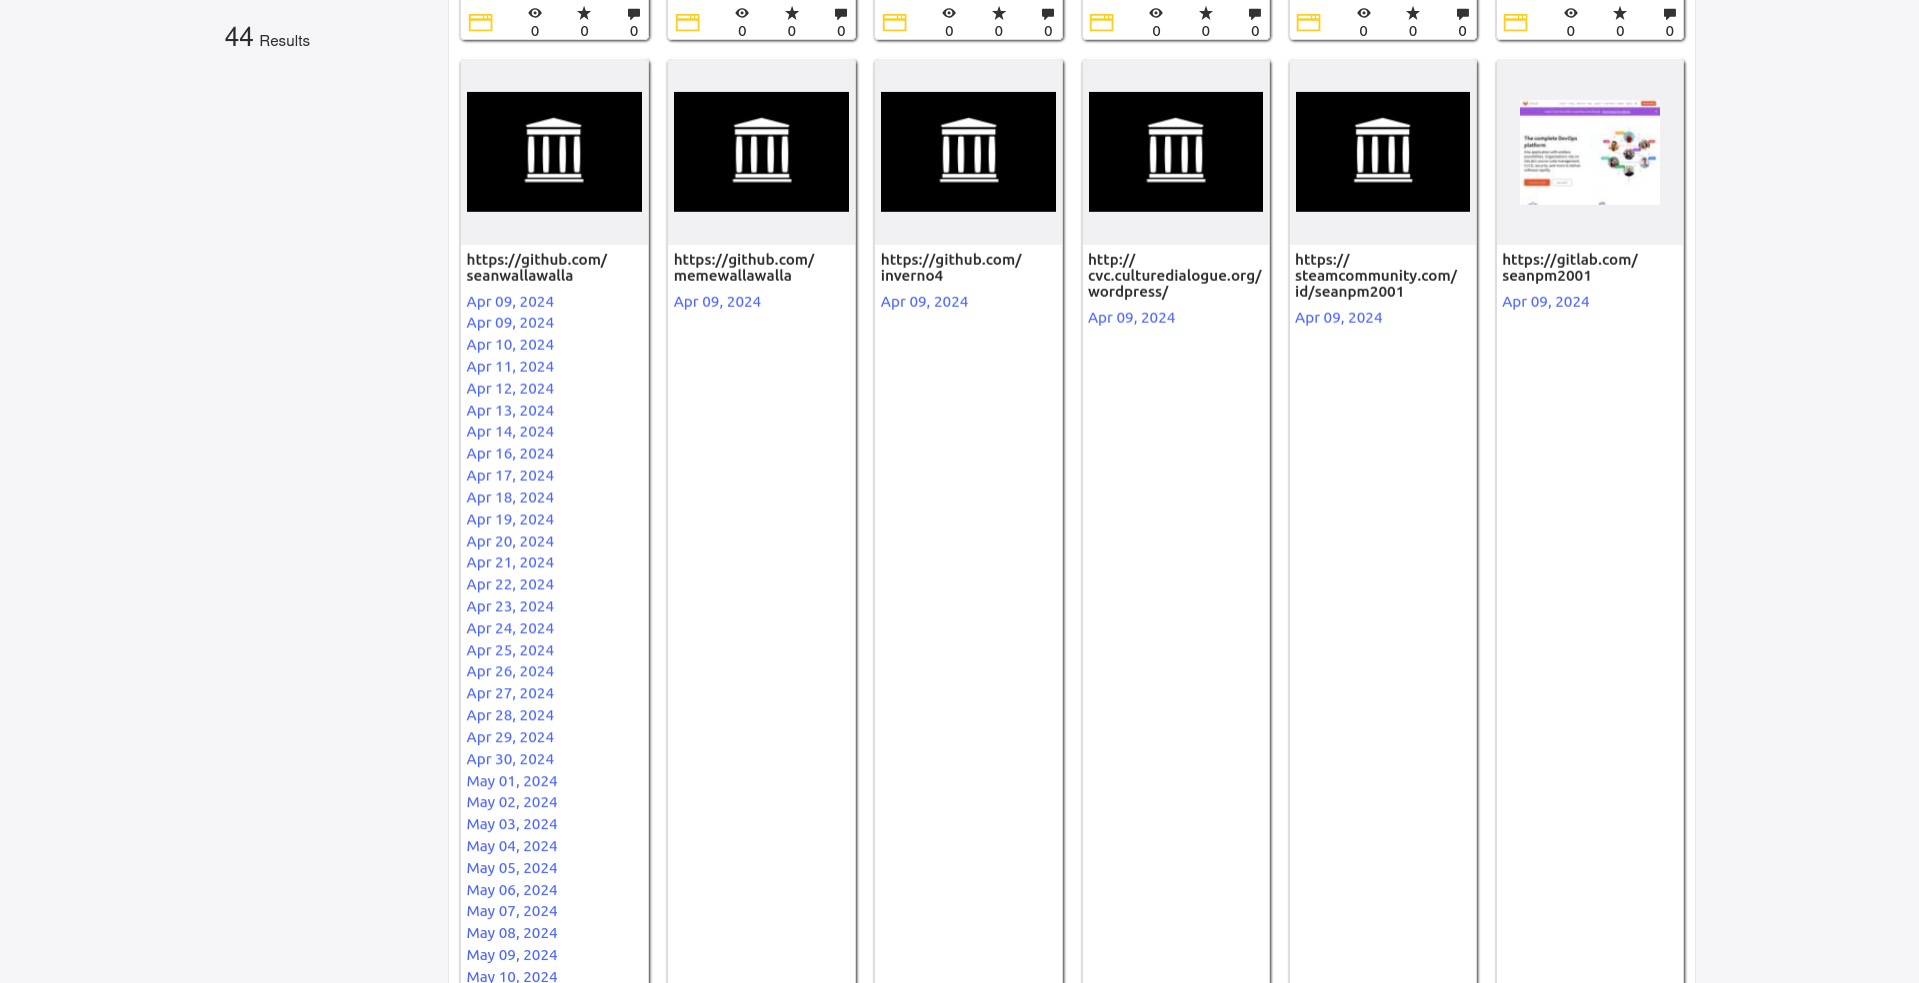 44 Results
0 0 0
0 0 0
0 0 0
0 0 0
0 0 0
0 0 0
https://github.com/
seanwallawalla
Apr 09, 2024
Apr 09, 2024
Apr 10, 2024
Apr 11, 2024
Apr 12, 2024
Apr 13, 2024
Apr 14, 2024
Apr 16, 2024
Apr 17, 2024
Apr 18, 2024
Apr 19, 2024
Apr 20, 2024
Apr 21, 2024
Apr 22, 2024
Apr 23, 2024
Apr 24, 2024
Apr 25, 2024
Apr 26, 2024
Apr 27, 2024
Apr 28, 2024
Apr 29, 2024
Apr 30, 2024
May 01, 2024
May 02, 2024
May 03, 2024
May 04, 2024
May 05, 2024
May 06, 2024
May 07, 2024
May 08, 2024
May 09, 2024
May 10, 2024
https://github.com/
memewallawalla
Apr 09, 2024
https://github.com/
inverno4
Apr 09, 2024
http://
cvc.culturedialogue.org/
wordpress/
Apr 09, 2024
https://
steamcommunity.com/
id/seanpm2001
Apr 09, 2024
The complete DevOps
platform
https://gitlab.com/
seanpm2001
Apr 09, 2024